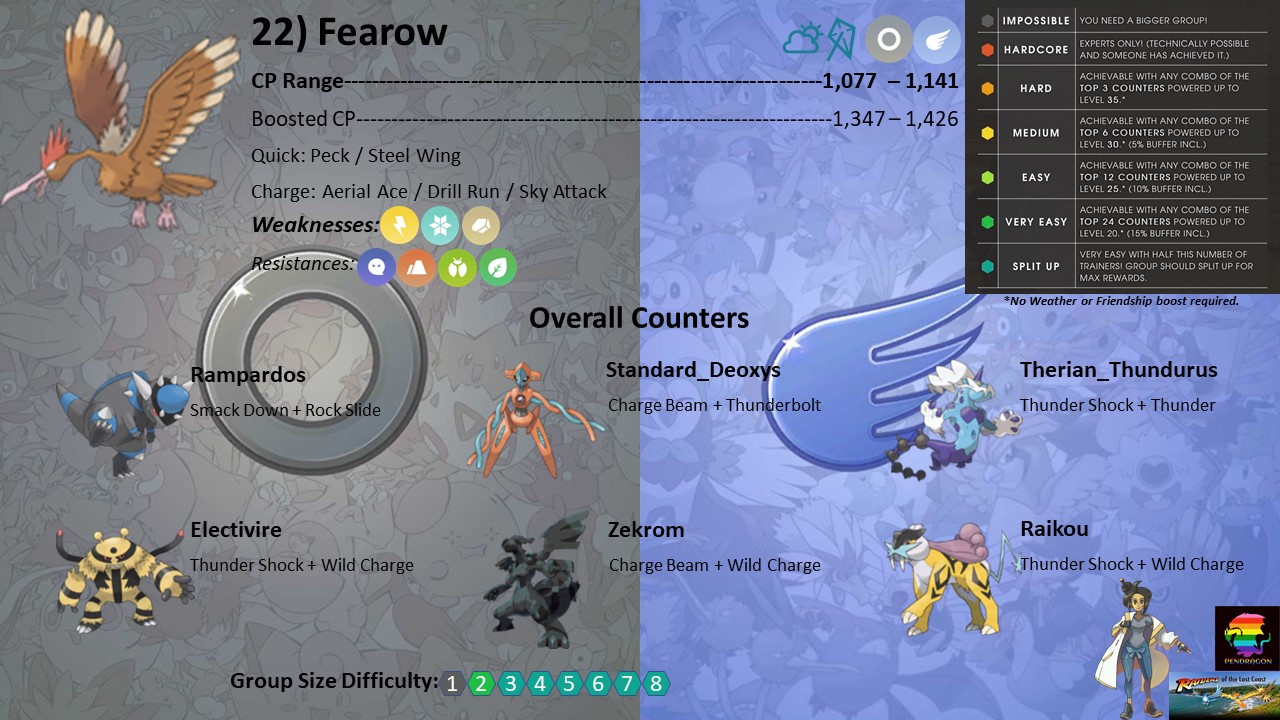 22) Fearow
CP Range------------------------------------------------------------------------1,077 – 1,141
Boosted CP------------------------------------------------------------------------1,347 – 1,426
Quick: Peck / Steel Wing
Charge: Aerial Ace / Drill Run / Sky Attack
Weaknesses:
Resistances:
IMPOSSIBLE YOU NEED A BIGGER GROUP!
HARDCORE EXPERTS ONLY! (TECHNICALLY POSSIBLE
AND SOMEONE HAS ACHIEVED IT.)
HARD ACHIEVABLE WITH ANY COMBO OF THE
TOP 3 COUNTERS POWERED UP TO
LEVEL 35.*
MEDIUM ACHIEVABLE WITH ANY COMBO OF THE
TOP 6 COUNTERS POWERED UP TO
LEVEL 30.* (5% BUFFER INCL.)
EASY ACHIEVABLE WITH ANY COMBO OF THE
TOP 12 COUNTERS POWERED UP TO
LEVEL 25.* (10% BUFFER INCL.)
VERY EASY ACHIEVABLE WITH ANY COMBO OF THE
TOP 24 COUNTERS POWERED UP TO
LEVEL 20.* (15% BUFFER INCL.)
SPLIT UP VERY EASY WITH HALF THIS NUMBER OF
TRAINERS! GROUP SHOULD SPLIT UP FOR
MAX REWARDS.
*No Weather or Friendship boost required.
Overall Counters
Rampardos
Smack Down + Rock Slide
Standard_Deoxys
Charge Beam + Thunderbolt
Therian_Thundurus
Thunder Shock + Thunder
Electivire
Thunder Shock + Wild Charge
Zekrom
Charge Beam + Wild Charge
Raikou
Thunder Shock + Wild Charge
Group Size Difficulty: 1 2 3 4 5 6 7 8
PENDRAGON
RAIDERS of the Lost Coast